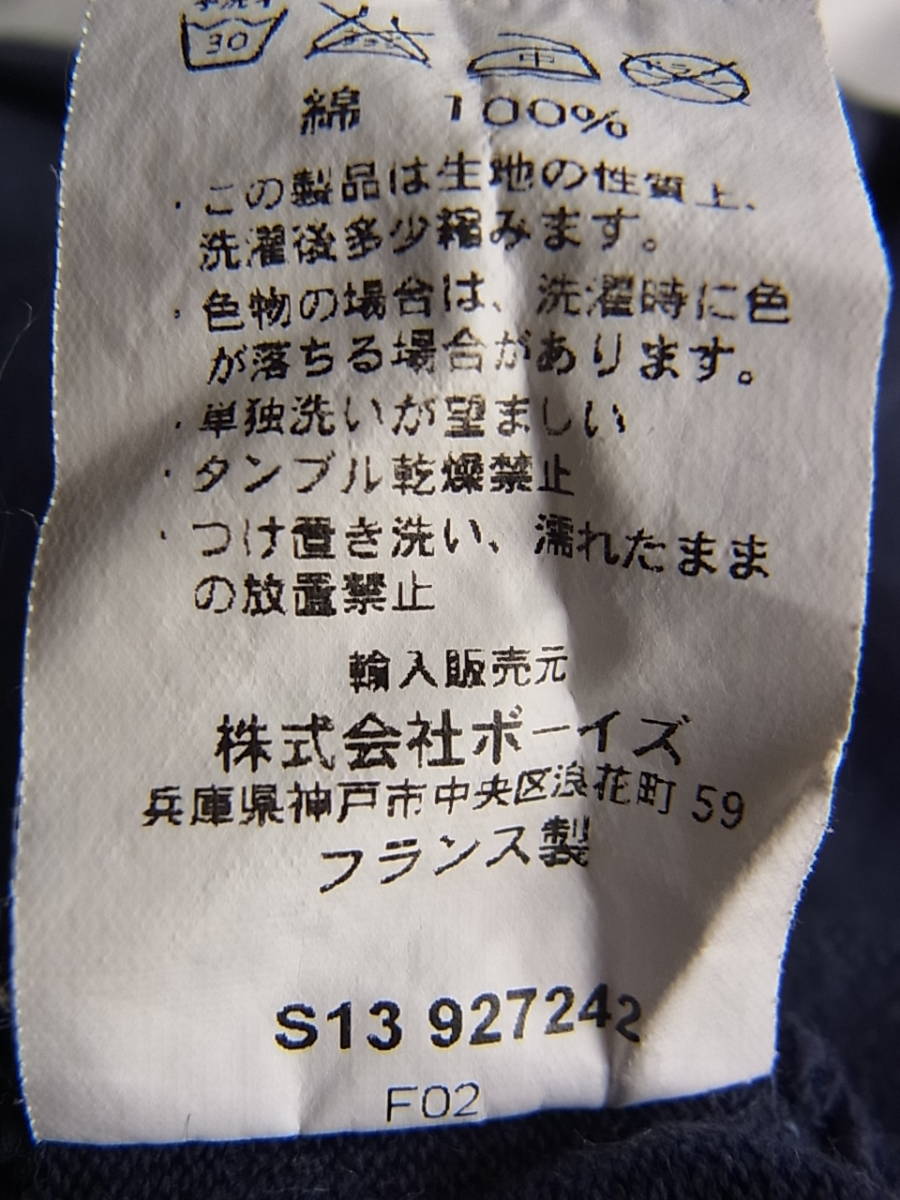 手洗イ
30
中
綿 100%
・この製品は生地の性質上、
洗濯後多少縮みます。
・色物の場合は、洗濯時に色
が落ちる場合があります。
・単独洗いが望ましい
・タンブル乾燥禁止
・つけ置き洗い、濡れたまま
の放置禁止
輸入販売元
株式会社ボーイズ
兵庫県神戸市中央区浪花町 59
フランス製
S13 927242
F02